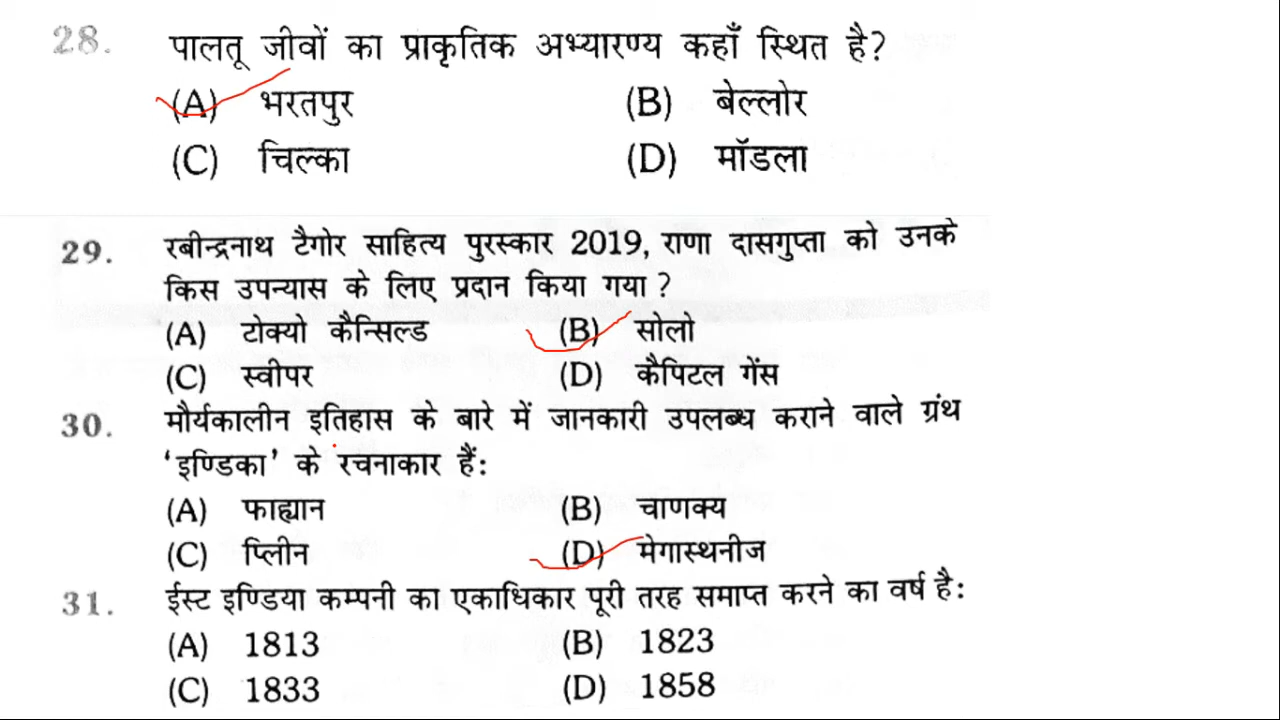 28. पालतू जीवों का प्राकृतिक अभ्यारण्य कहाँ स्थित है?
(A) भरतपुर (B) बेल्लोर
(C) चिल्का (D) मॉडला
29. रबीन्द्रनाथ टैगोर साहित्य पुरस्कार 2019, राणा दासगुप्ता को उनके
किस उपन्यास के लिए प्रदान किया गया ?
(A) टोक्यो कैन्सिल्ड (B) सोलो
(C) स्वीपर (D) कैपिटल गेंस
30. मौर्यकालीन इतिहास के बारे में जानकारी उपलब्ध कराने वाले ग्रंथ
‘इण्डिका’ के रचनाकार हैं:
(A) फाह्यान (B) चाणक्य
(C) प्लिीन (D) मेगास्थनीज
31. ईस्ट इण्डिया कम्पनी का एकाधिकार पूरी तरह समाप्त करने का वर्ष है:
(A) 1813 (B) 1823
(C) 1833 (D) 1858